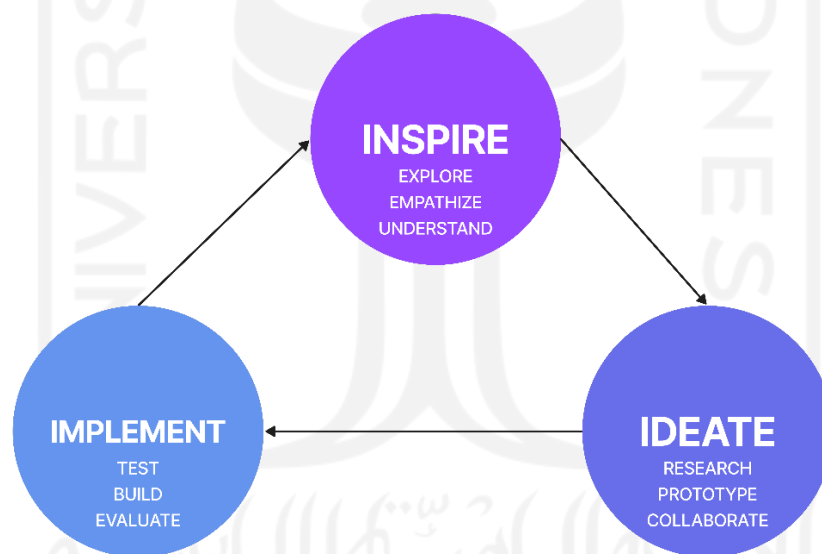 INSPIRE
EXPLORE
EMPATHIZE
UNDERSTAND
IMPLEMENT
TEST
BUILD
EVALUATE
IDEATE
RESEARCH
PROTOTYPE
COLLABORATE